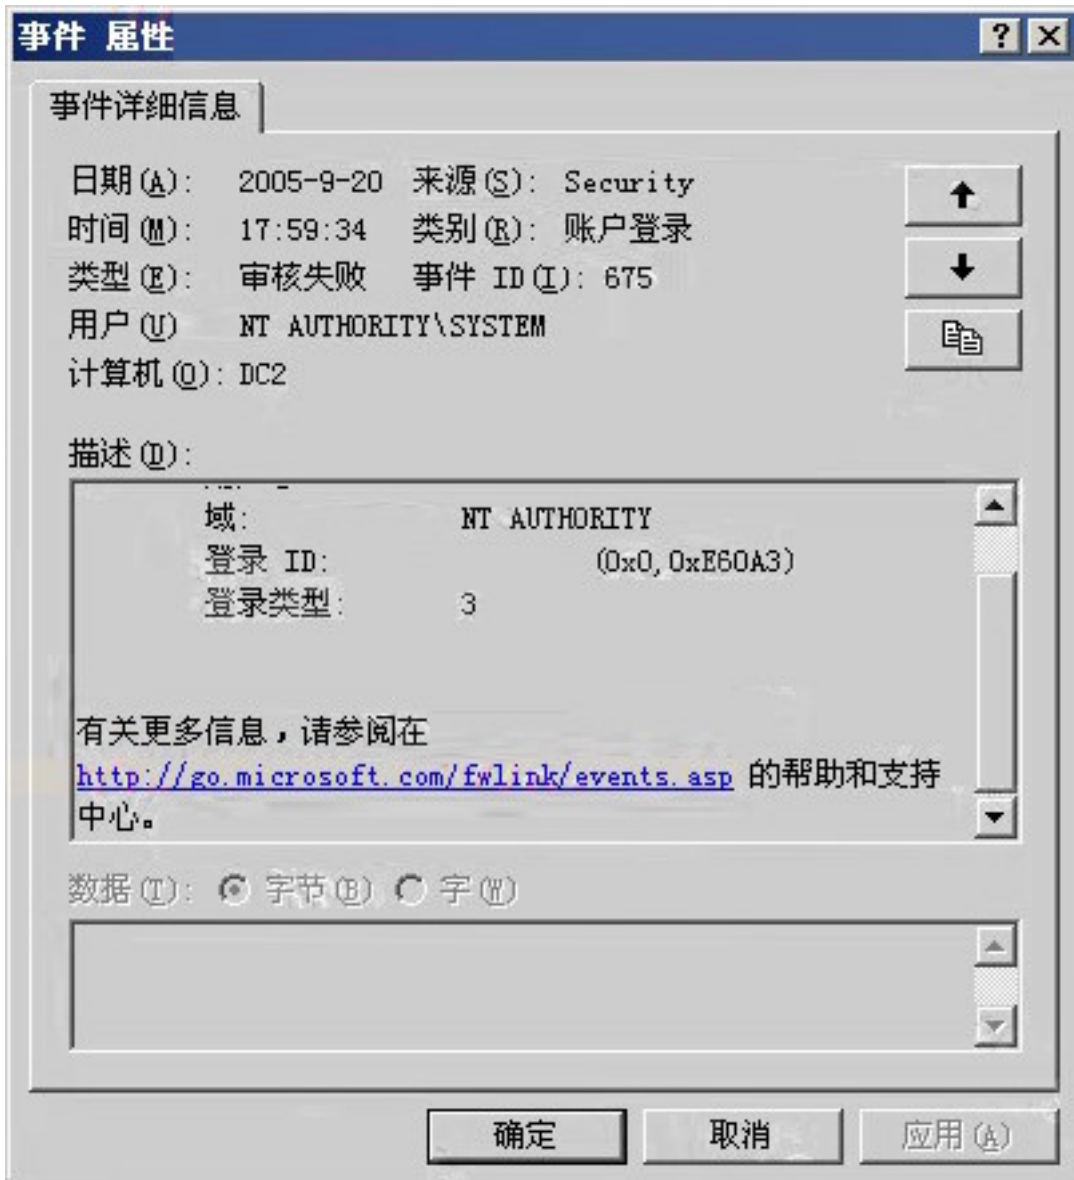 事件 属性
事件详细信息
日期(A): 2005-9-20 来源(S): Security
时间(M): 17:59:34 类别(R): 账户登录
类型(E): 审核失败 事件 ID(I): 675
用户(U) NT AUTHORITY\SYSTEM
计算机(O): DC2
描述(D):
域: NT AUTHORITY
登录 ID: (0x0,0xE60A3)
登录类型: 3
有关更多信息，请参阅在
http://go.microsoft.com/fwlink/events.asp 的帮助和支持
中心。
数据(T): 字节(B) 字(W)
确定 取消 应用(A)